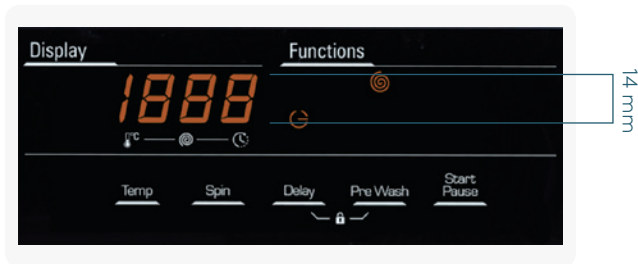 Display
Functions
1888
°C
Temp
Spin
Delay
Pre Wash
Start
Pause
14 mm